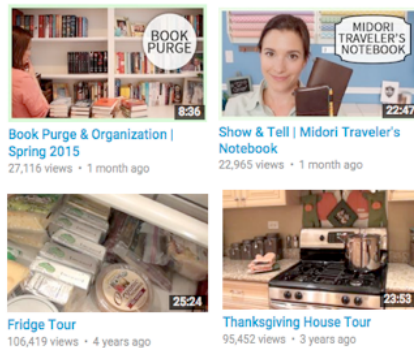 BOOK
PURGE
8:36
Book Purge & Organization |
Spring 2015
27,116 views • 1 month ago
MIDORI
TRAVELER'S
NOTEBOOK
22:47
Show & Tell | Midori Traveler's
Notebook
22,965 views • 1 month ago
25:24
Fridge Tour
106,419 views • 4 years ago
23:53
Thanksgiving House Tour
95,452 views • 3 years ago